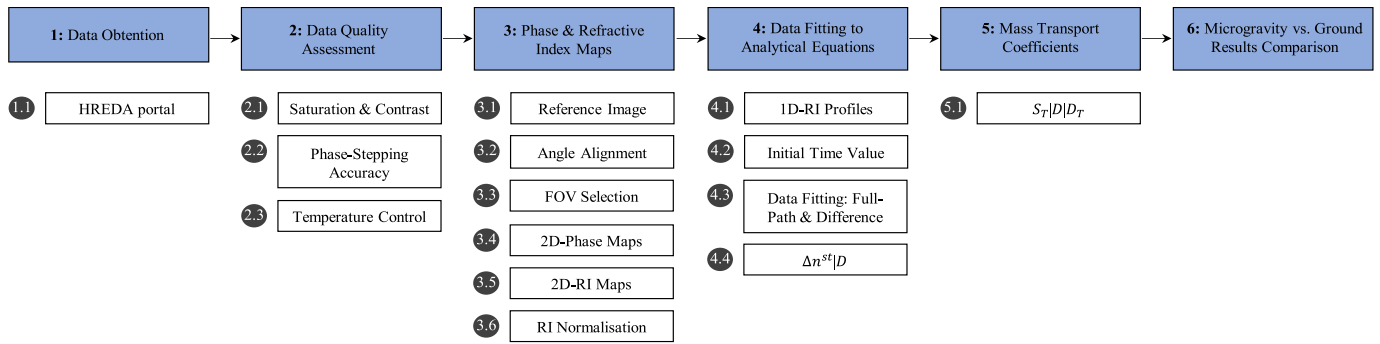 1: Data Obtention
2: Data Quality
Assessment
3: Phase & Refractive
Index Maps
4: Data Fitting to
Analytical Equations
5: Mass Transport
Coefficients
6: Microgravity vs. Ground
Results Comparison
1.1 HREDA portal
2.1 Saturation & Contrast
2.2 Phase-Stepping
Accuracy
2.3 Temperature Control
3.1 Reference Image
3.2 Angle Alignment
3.3 FOV Selection
3.4 2D-Phase Maps
3.5 2D-RI Maps
3.6 RI Normalisation
4.1 1D-RI Profiles
4.2 Initial Time Value
4.3 Data Fitting: Full-
Path & Difference
4.4 Δn^{st}|D
5.1 S_T|D|D_T